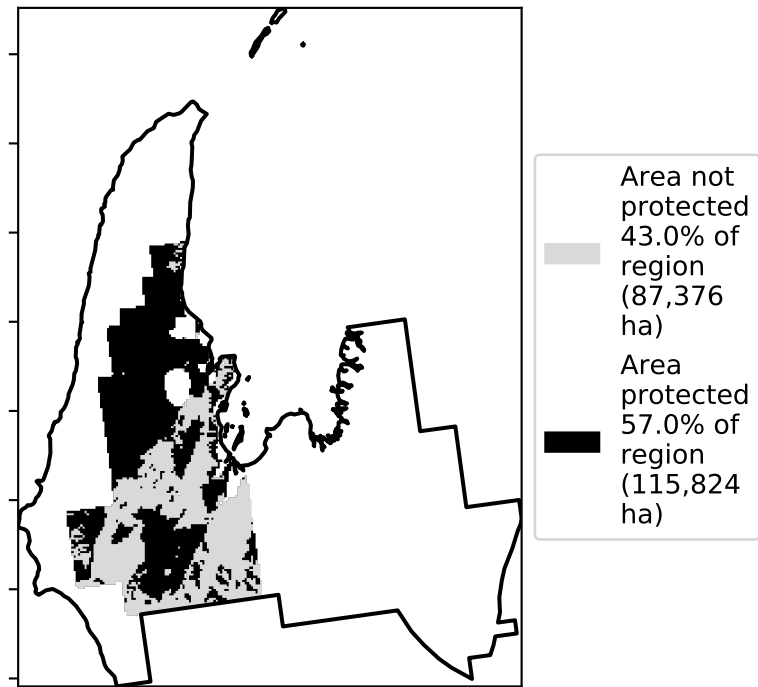 Area not
protected
43.0% of
region
(87,376
ha)
Area
protected
57.0% of
region
(115,824
ha)